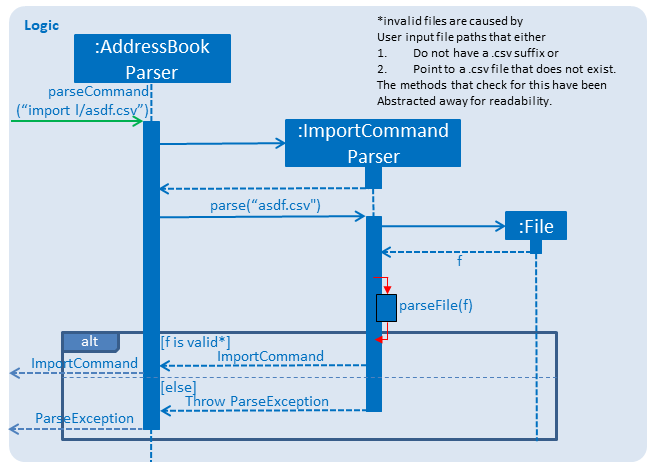 Logic
*invalid files are caused by
User input file paths that either
1. Do not have a .csv suffix or
2. Point to a .csv file that does not exist.
The methods that check for this have been
Abstracted away for readability.
:AddressBook
Parser
parseCommand
(“import l/asdf.csv”)
:ImportCommand
Parser
parse(“asdf.csv")
:File
f
parseFile(f)
alt
[f is valid*]
ImportCommand
ImportCommand
[else]
Throw ParseException
ParseException